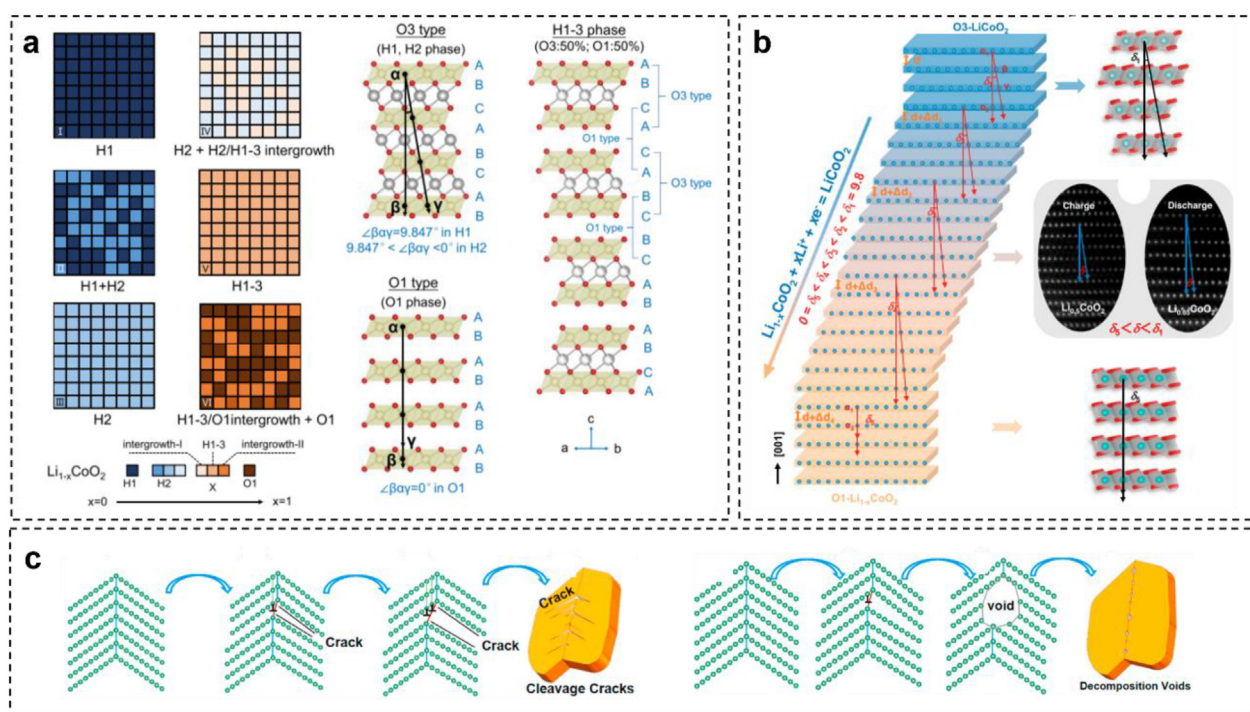 a
I
H1
IV
H2 + H2/H1-3 intergrowth
II
H1+H2
V
H1-3
III
H2
VI
H1-3/O1intergrowth + O1
intergrowth-I
H1-3
intergrowth-II
Li₁₋ₓCoO₂
H1
H2
X
O1
x=0
x=1
O3 type
(H1, H2 phase)
α
β
γ
A
B
C
A
B
C
A
B
∠βαγ=9.847° in H1
9.847° < ∠βαγ <0° in H2
O1 type
(O1 phase)
α
γ
β
A
B
A
B
A
B
A
B
∠βαγ=0° in O1
H1-3 phase
(O3:50%; O1:50%)
A
B
C
A
C
A
B
C
B
C
A
B
A
B
C
A
O3 type
O1 type
O3 type
O1 type
c
a
b
b
O3-LiCoO₂
d
d+Δd₁
d+Δd₂
d+Δd₃
d+Δd₄
Li₁₋ₓCoO₂ + xLi⁺ + xe⁻ = LiCoO₂
0 = δ₅ < δ₄ < δ₃ < δ₂ < δ₁ = 9.8
[001]
O1-Li₁₋ₓCoO₂
δ₁
Charge
Discharge
δ
δ
δ₅< δ<δ₁
δ₅
c
Crack
Crack
Crack
Cleavage Cracks
void
Decomposition Voids